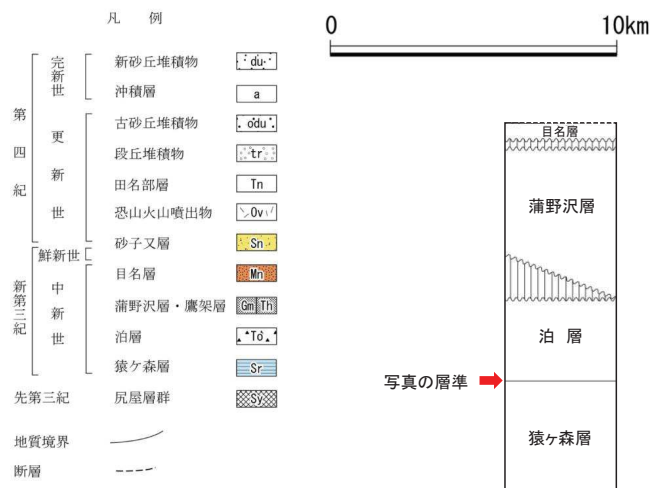 凡 例
第四紀
完新世
新砂丘堆積物 du
沖積層 a
更新世
古砂丘堆積物 odu
段丘堆積物 tr
田名部層 Tn
恐山火山噴出物 Ov
砂子又層 Sn
鮮新世
新第三紀
中新世
目名層 Mn
蒲野沢層・鷹架層 Gm Th
泊層 To
猿ケ森層 Sr
先第三紀 尻屋層群 Sy
地質境界
断層
0 10km
目名層
蒲野沢層
泊 層
写真の層準
猿ヶ森層